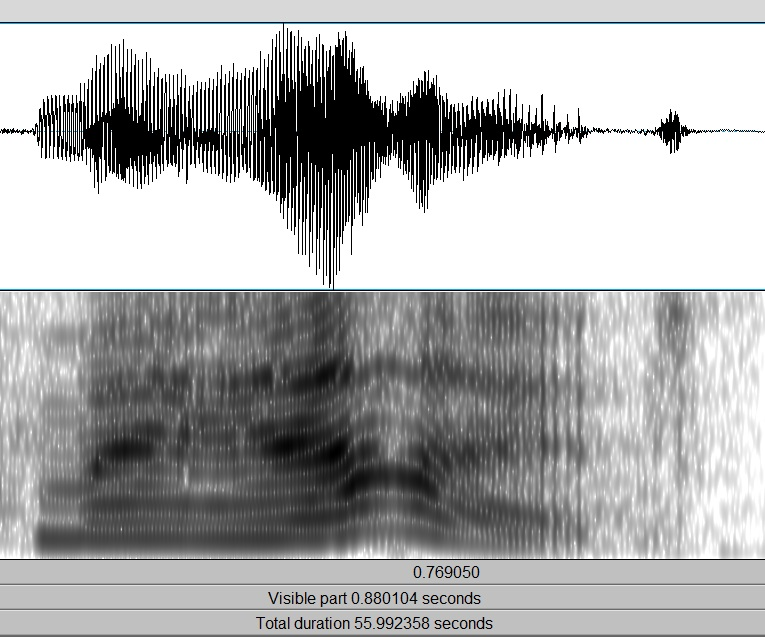 0.769050
Visible part 0.880104 seconds
Total duration 55.992358 seconds